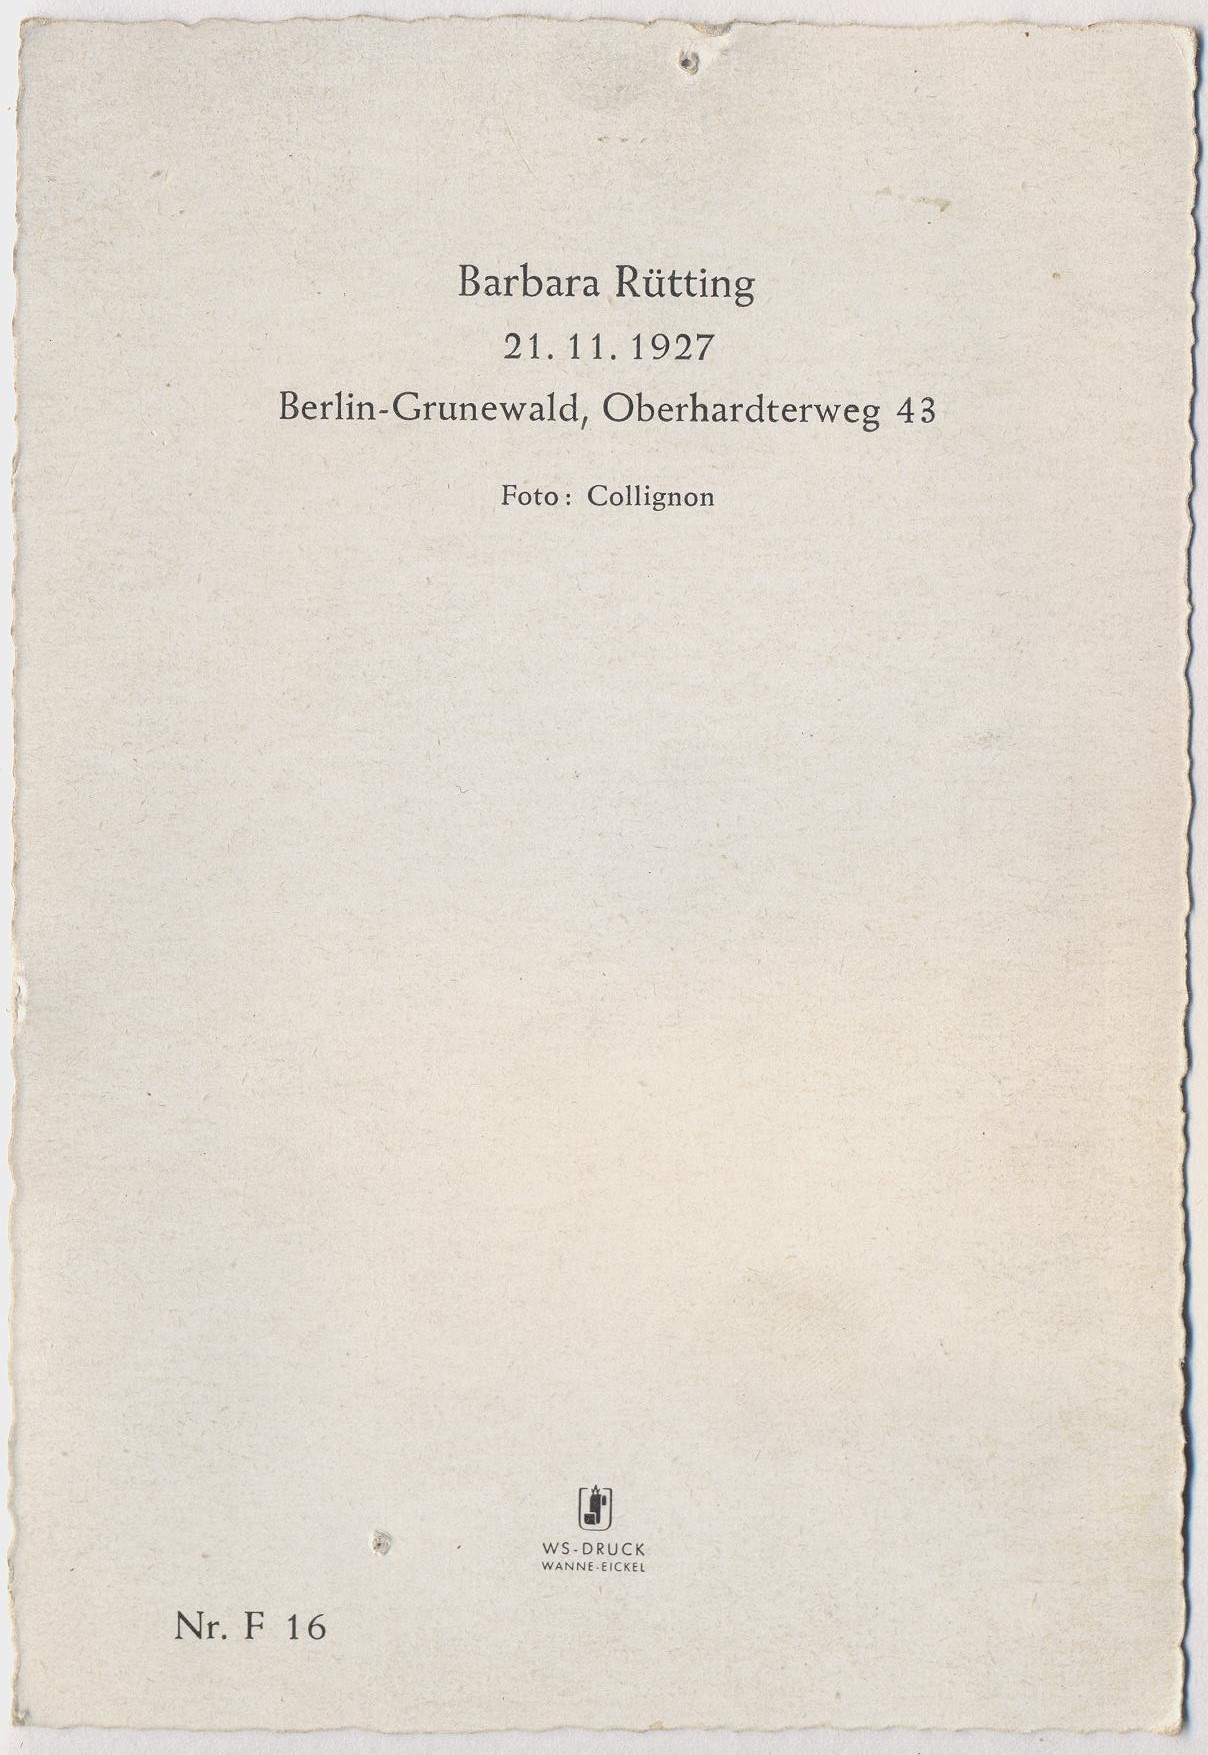 Barbara Rütting
21. 11. 1927
Berlin-Grunewald, Oberhardterweg 43
Foto: Collignon
WS-DRUCK
WANNE-EICKEL
Nr. F 16